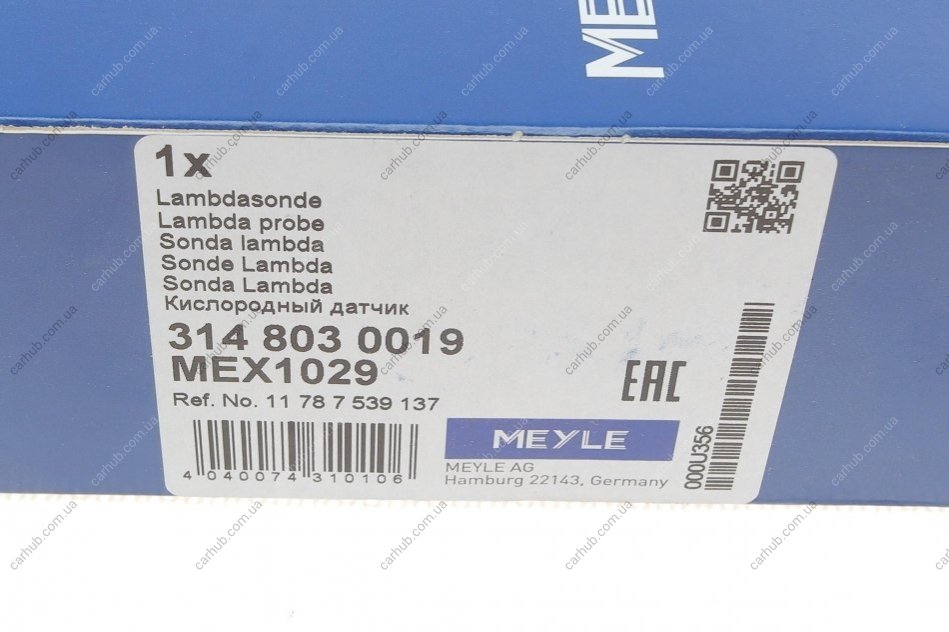 ME
1x
Lambdasonde
Lambda probe
Sonda lambda
Sonde Lambda
Sonda Lambda
Кислородный датчик
314 803 0019
MEX1029
EAC
Ref. No. 11 78 7 539 137
MEYLE
MEYLE AG
Hamburg 22143, Germany
4 040074 310106
000U356
carhub.com.ua